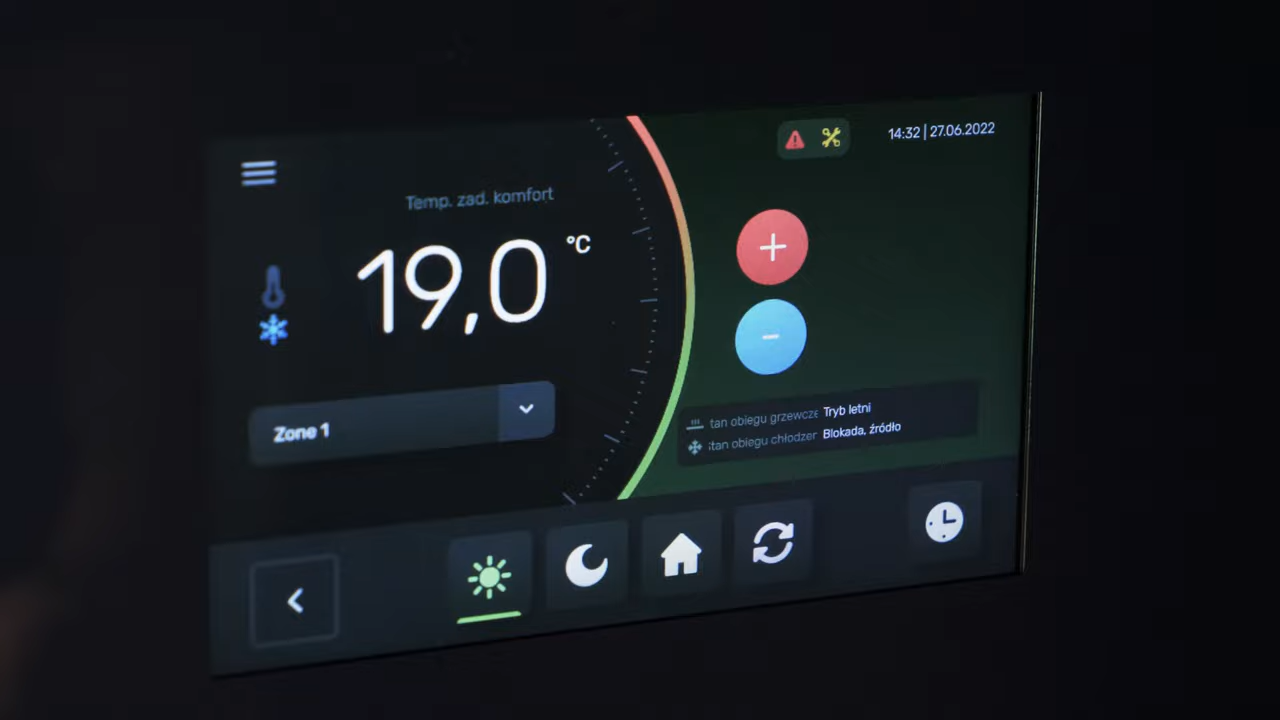 14:32 | 27.06.2022
Temp. zad. komfort
19,0 °C
+
-
Zone 1
tan obiegu grzewcze Tryb letni
tan obiegu chłodzer Blokada, źródło